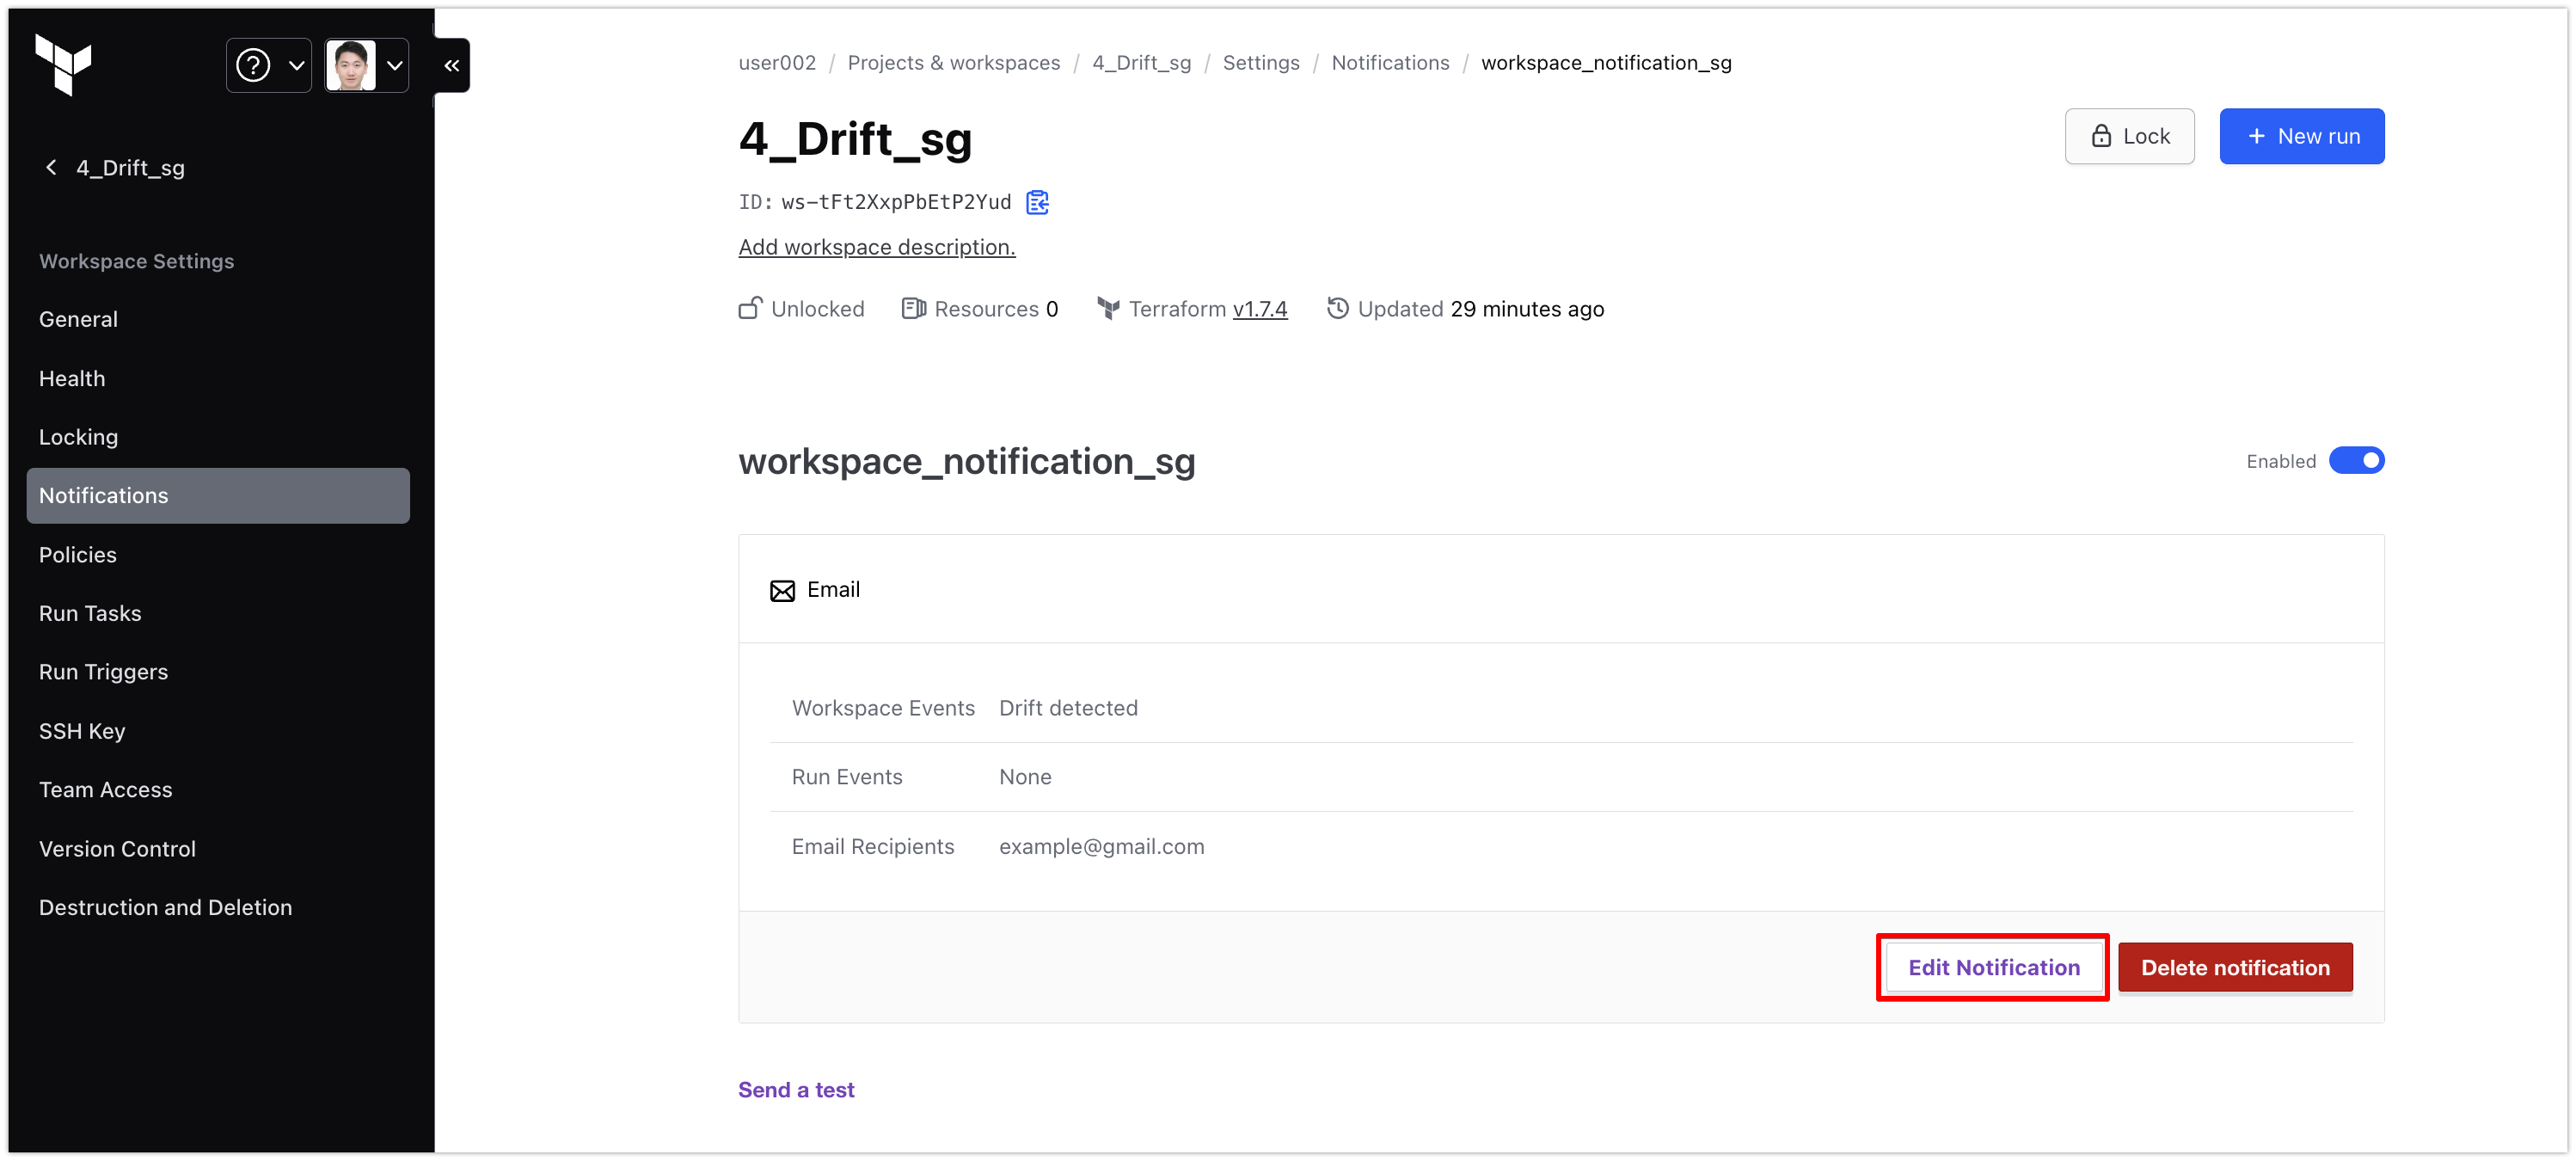 4_Drift_sg
Workspace Settings
General
Health
Locking
Notifications
Policies
Run Tasks
Run Triggers
SSH Key
Team Access
Version Control
Destruction and Deletion
user002 / Projects & workspaces / 4_Drift_sg / Settings / Notifications / workspace_notification_sg
4_Drift_sg
Lock
+ New run
ID: ws-tFt2XxpPbEtP2Yud
Add workspace description.
Unlocked Resources 0 Terraform v1.7.4 Updated 29 minutes ago
workspace_notification_sg
Enabled
Email
Workspace Events Drift detected
Run Events None
Email Recipients example@gmail.com
Edit Notification Delete notification
Send a test